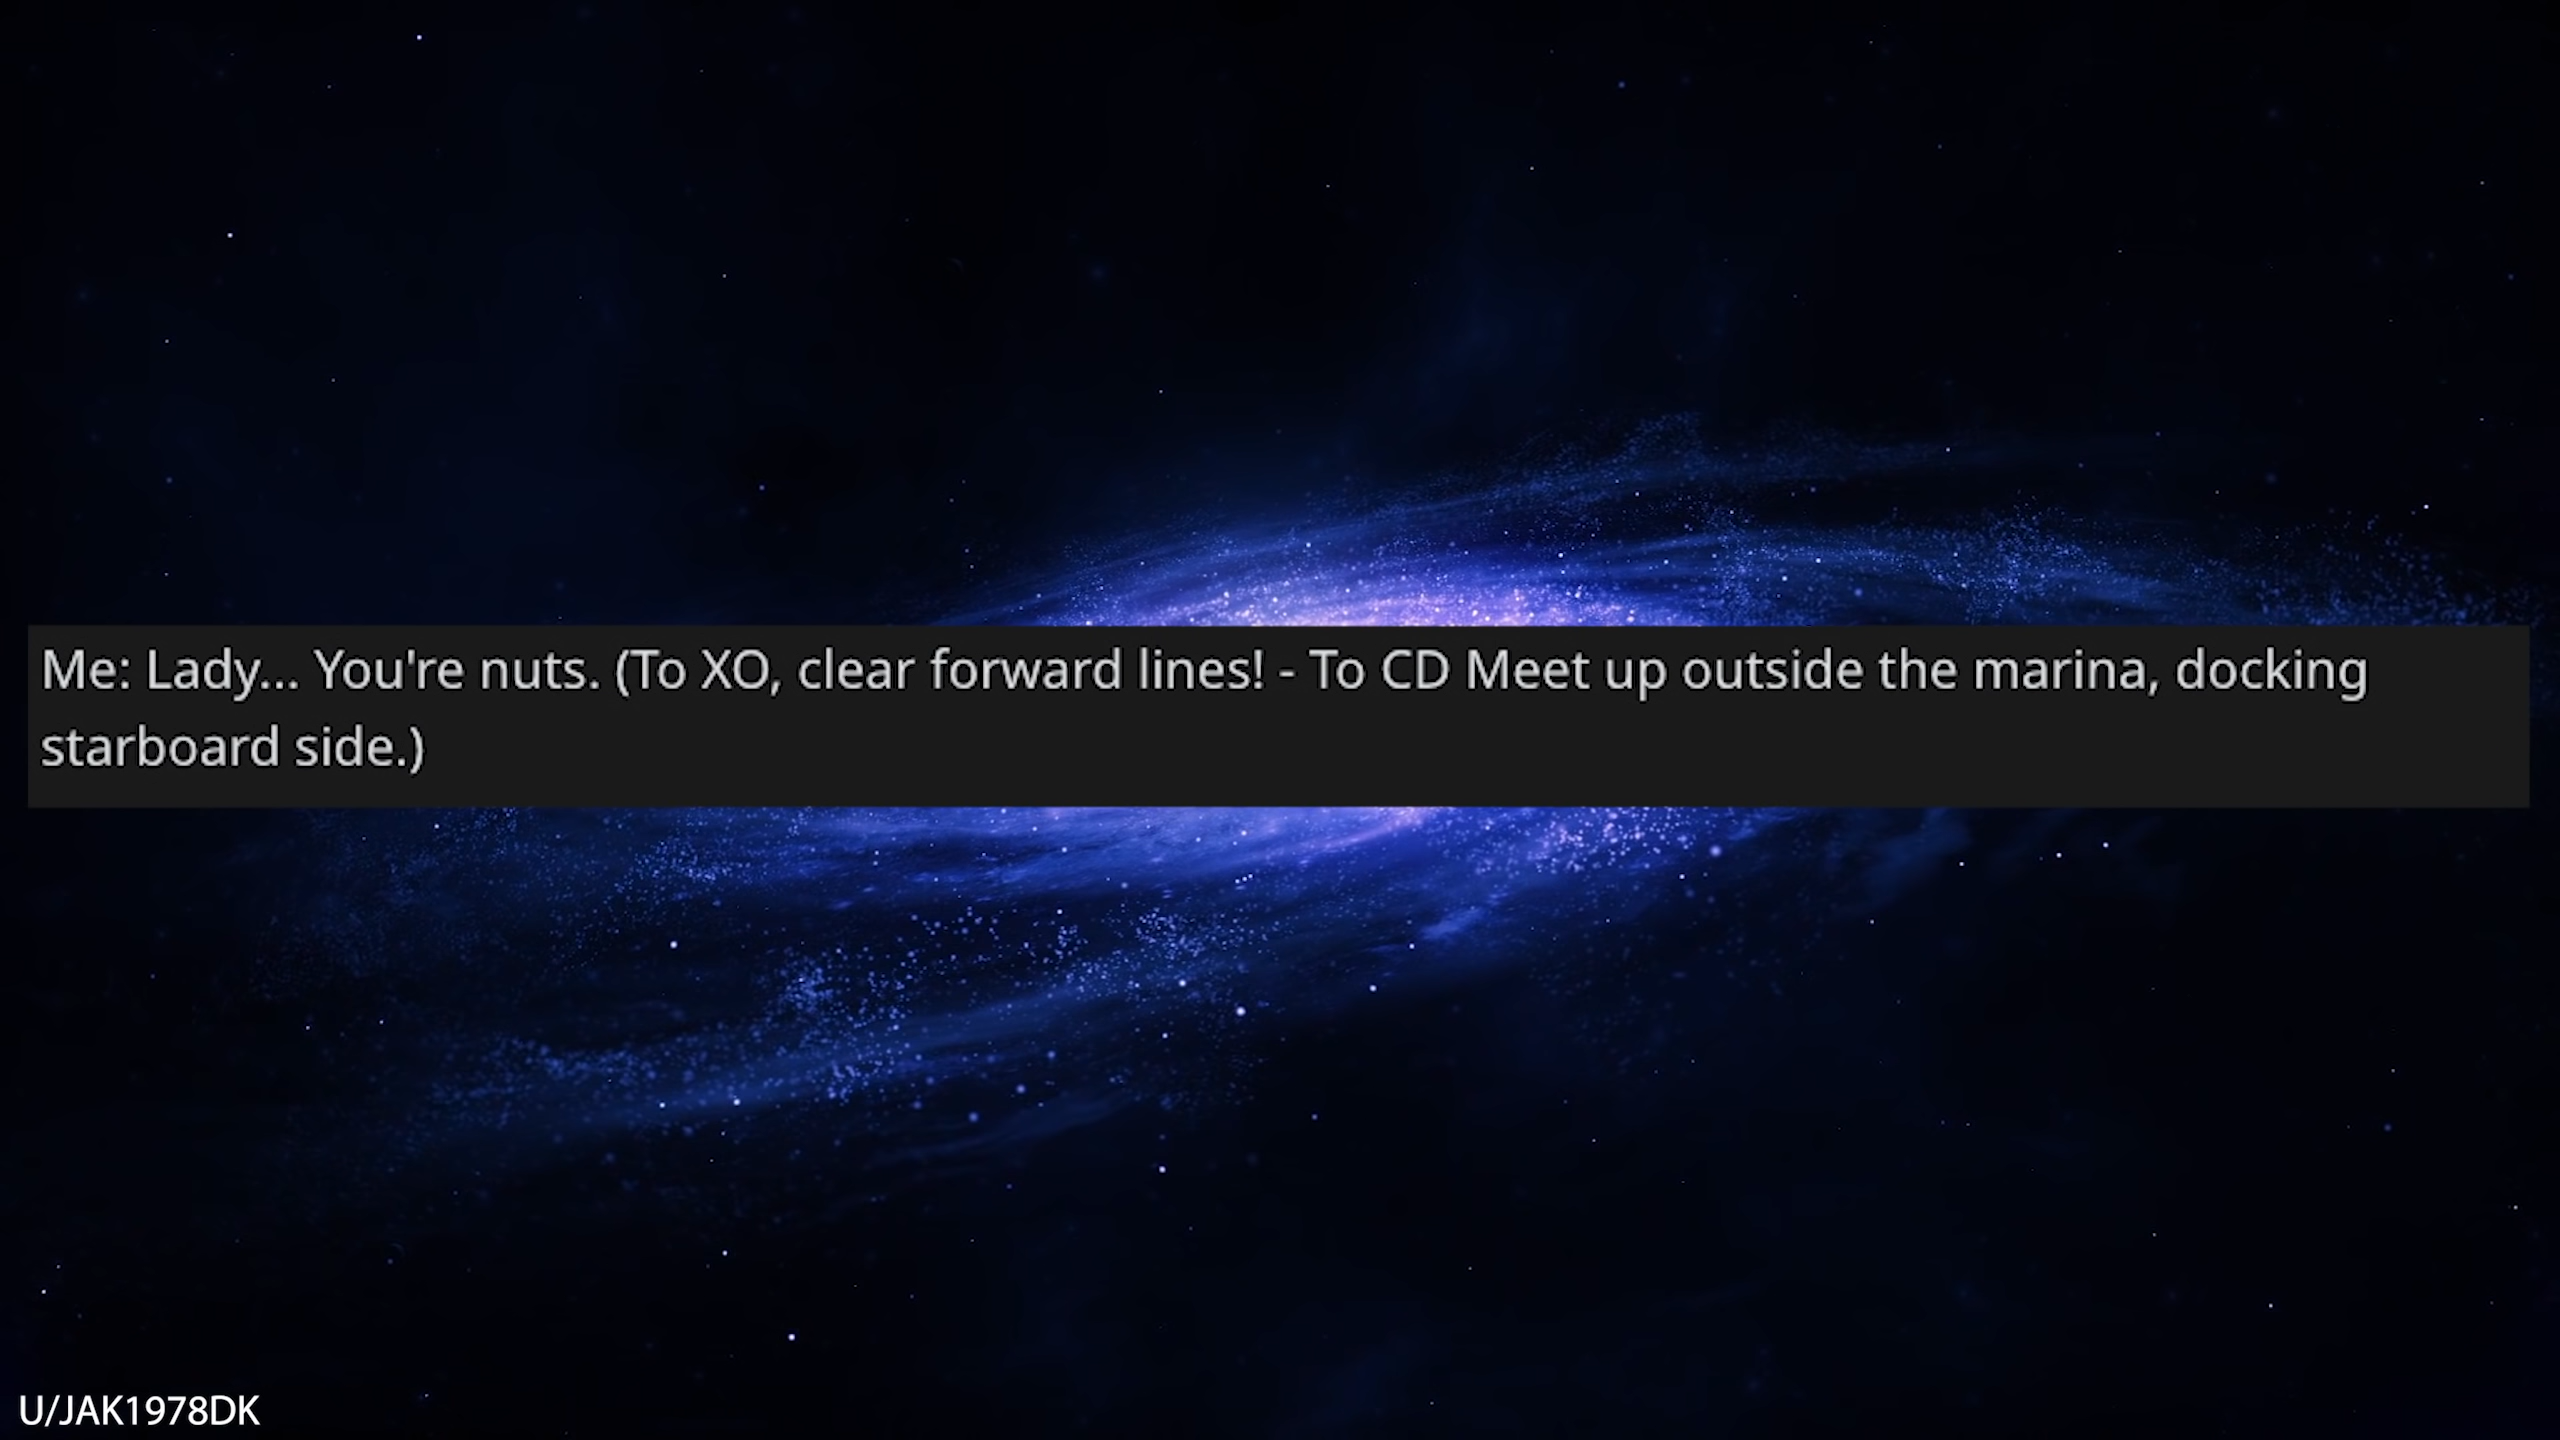 Me: Lady... You're nuts. (To XO, clear forward lines! - To CD Meet up outside the marina, docking
starboard side.)
U/JAK1978DK